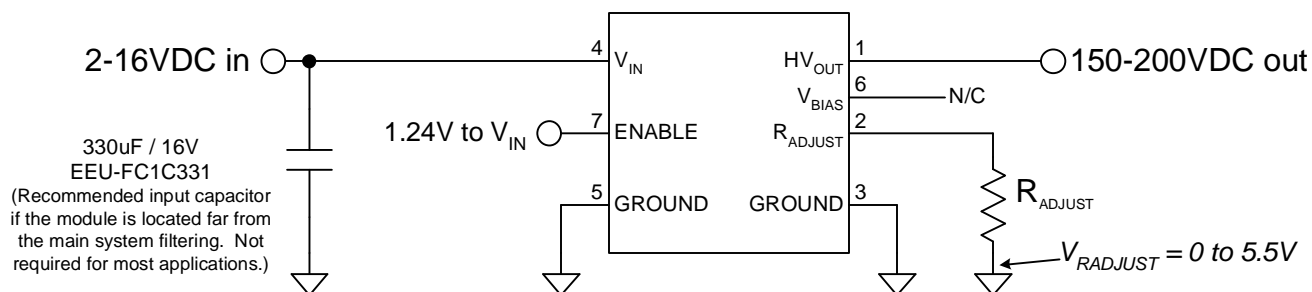 2-16VDC in
4
V_IN
HV_OUT
1
150-200VDC out
V_BIAS
6
N/C
1.24V to V_IN
7
ENABLE
R_ADJUST
2
330uF / 16V
EEU-FC1C331
(Recommended input capacitor
if the module is located far from
the main system filtering. Not
required for most applications.)
5
GROUND
GROUND
3
R_ADJUST
V_RADJUST = 0 to 5.5V